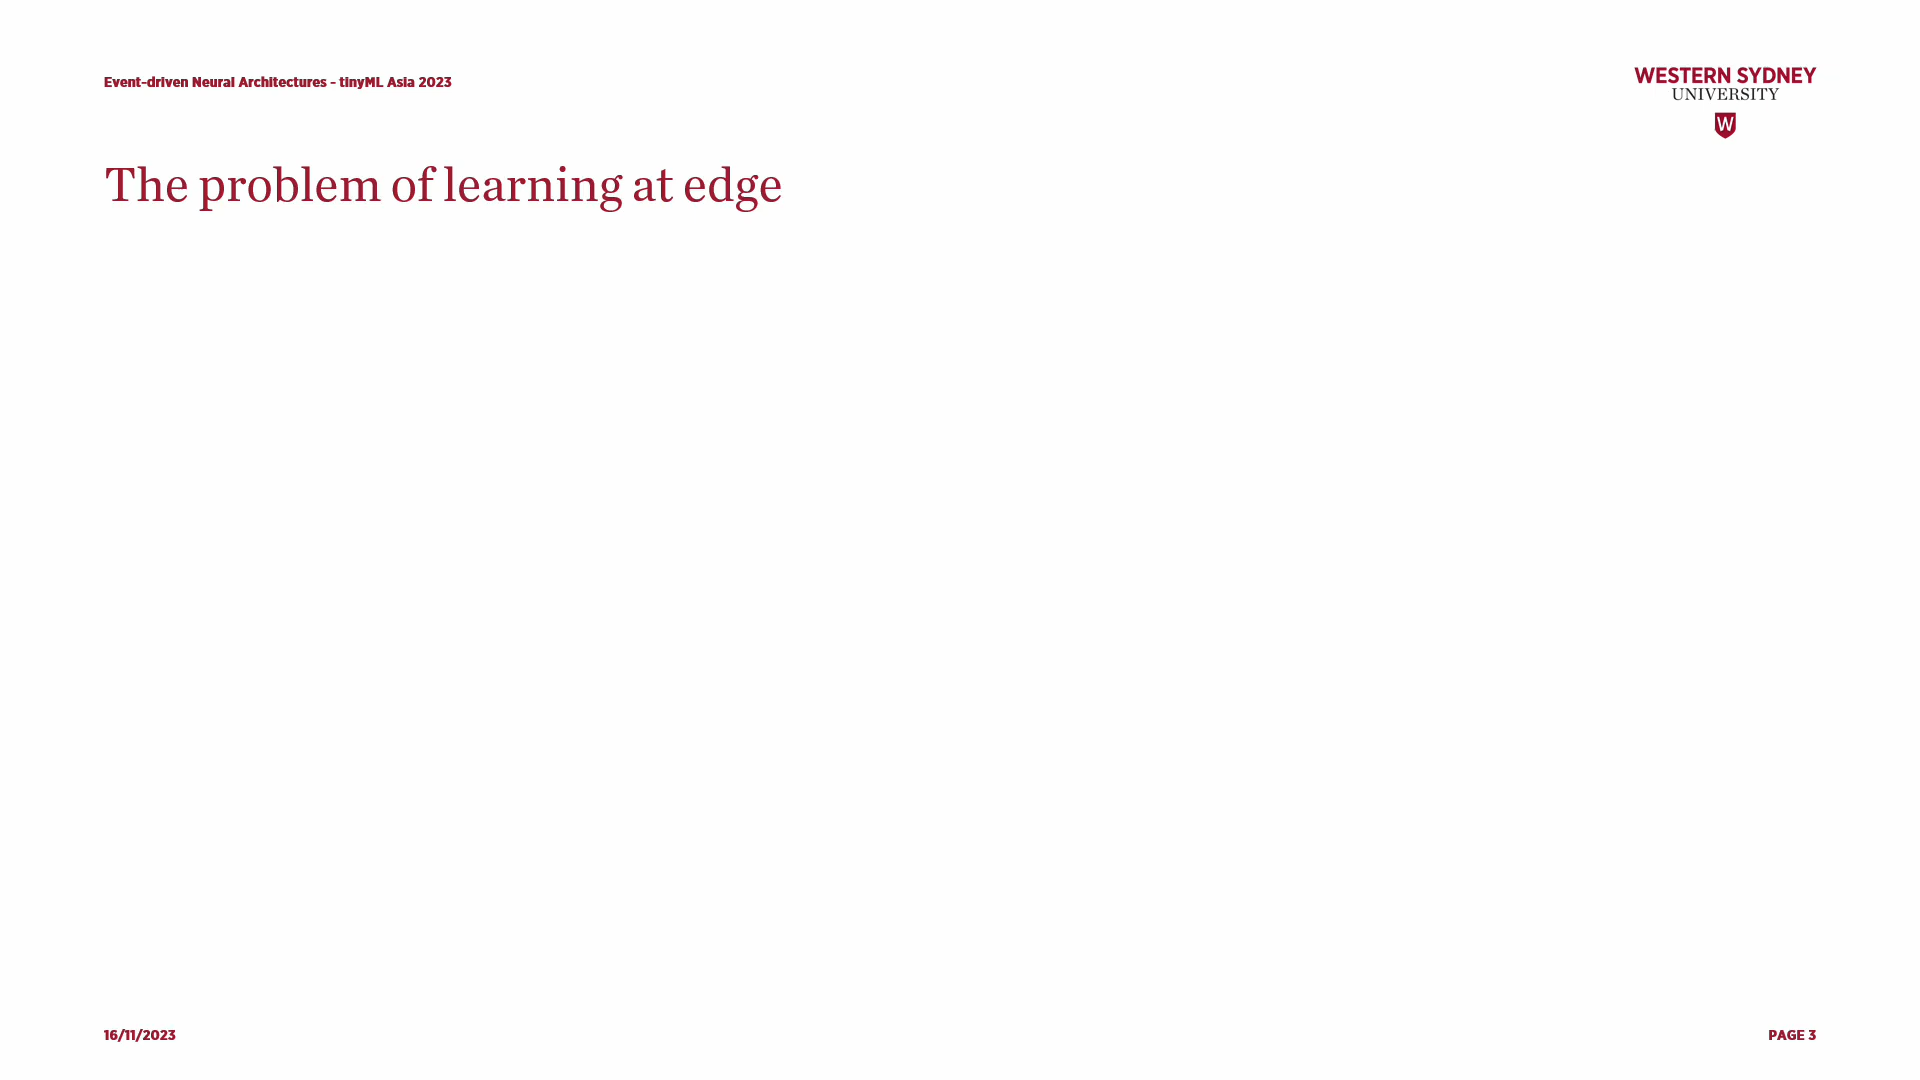 Event-driven Neural Architectures - tinyML Asia 2023
WESTERN SYDNEY
UNIVERSITY
W
The problem of learning at edge
16/11/2023
PAGE 3